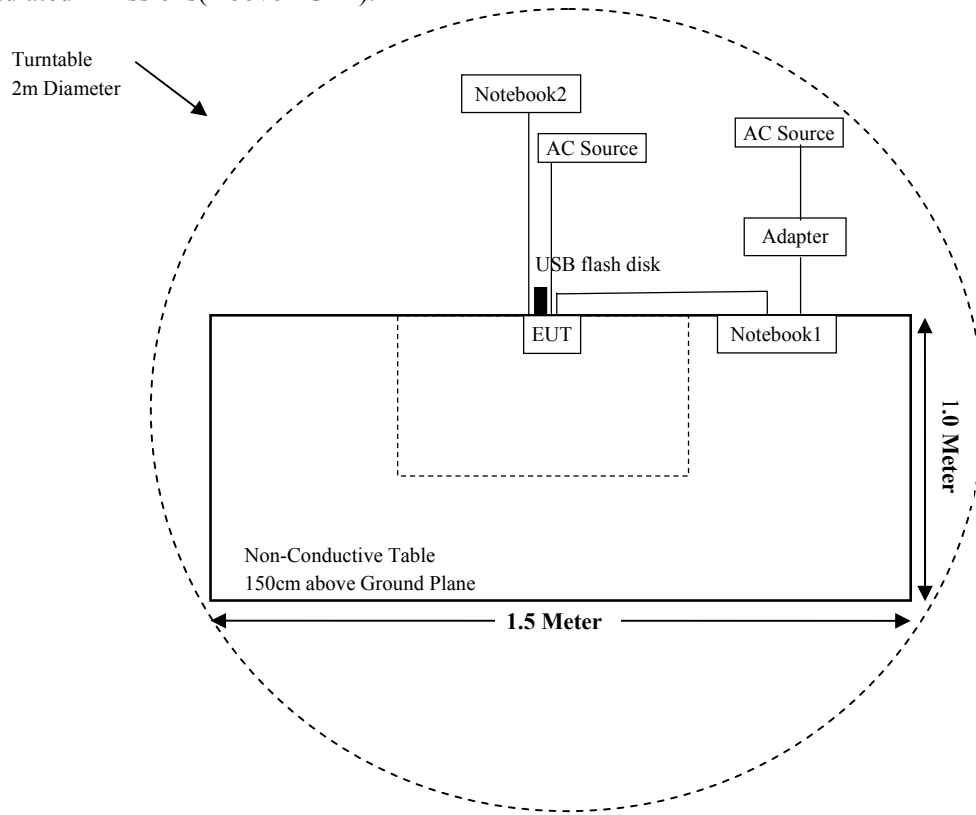 Turntable
2m Diameter
Notebook2
AC Source
AC Source
Adapter
USB flash disk
EUT
Notebook1
1.0 Meter
Non-Conductive Table
150cm above Ground Plane
1.5 Meter